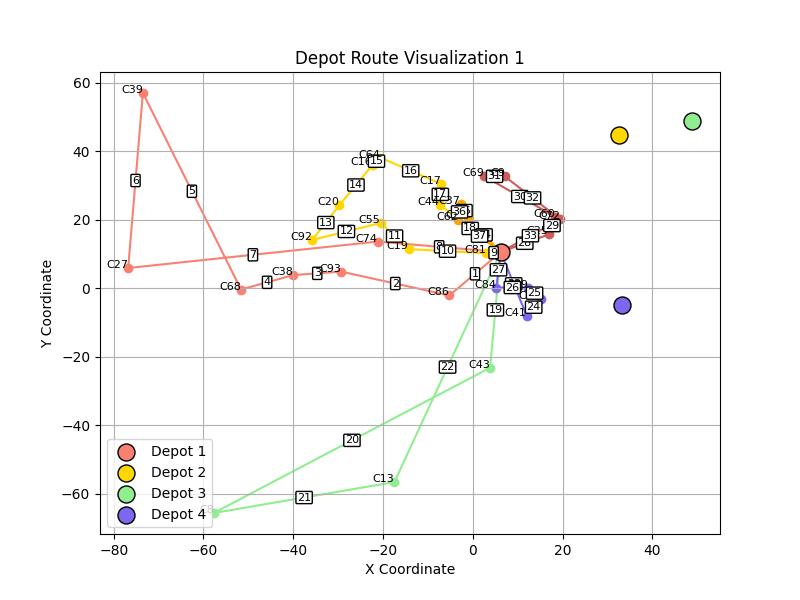 Depot Route Visualization 1
Y Coordinate
60
40
20
0
−20
−40
−60
−80
−60
−40
−20
0
20
40
X Coordinate
C39
C27
C68
C38
C93
C86
C74
C92
C20
C64
C55
C17
C19
C81
C69
C84
C41
C43
C13
1
2
3
4
5
6
7
8
9
10
11
12
13
14
15
16
17
18
19
20
21
22
24
25
26
27
29
31
32
33
36
37
Depot 1
Depot 2
Depot 3
Depot 4